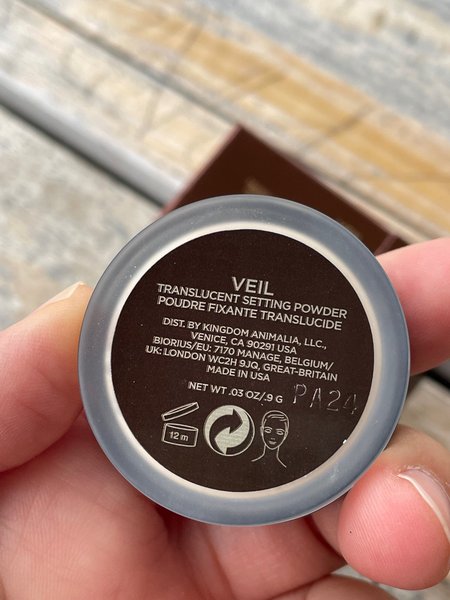 VEIL
TRANSLUCENT SETTING POWDER
POUDRE FIXANTE TRANSLUCIDE
DIST. BY KINGDOM ANIMALIA, LLC.,
VENICE, CA 90291 USA
BIORIUS/EU: 7170 MANAGE, BELGIUM/
UK: LONDON WC2H 9JQ, GREAT-BRITAIN
MADE IN USA
NET WT .03 OZ/.9 G
PA24
12 m